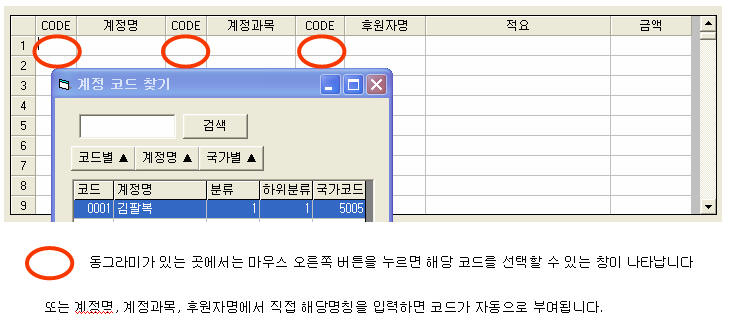 CODE 계정명 CODE 계정과목 CODE 후원자명 적요 금액
1
2
3
4
5
6
7
8
9
계정 코드 찾기
검색
코드별 ▲ 계정명 ▲ 국가별 ▲
코드 계정명 분류 하위분류 국가코드
0001 김팔복 1 1 5005
동그라미가 있는 곳에서는 마우스 오른쪽 버튼을 누르면 해당 코드를 선택할 수 있는 창이 나타납니다
또는 계정명, 계정과목, 후원자명에서 직접 해당명칭을 입력하면 코드가 자동으로 부여됩니다.